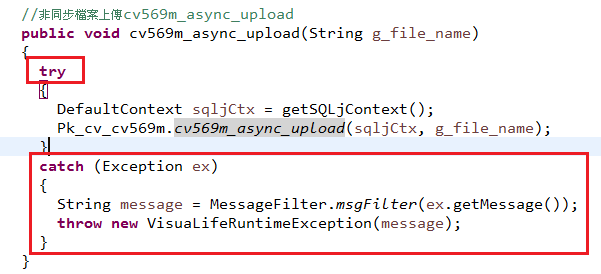 //非同步檔案上傳cv569m_async_upload
public void cv569m_async_upload(String g_file_name)
{
try
{
DefaultContext sqljCtx = getSQLjContext();
Pk_cv_cv569m.cv569m_async_upload(sqljCtx, g_file_name);
}
catch (Exception ex)
{
String message = MessageFilter.msgFilter(ex.getMessage());
throw new VisuaLifeRuntimeException(message);
}
}